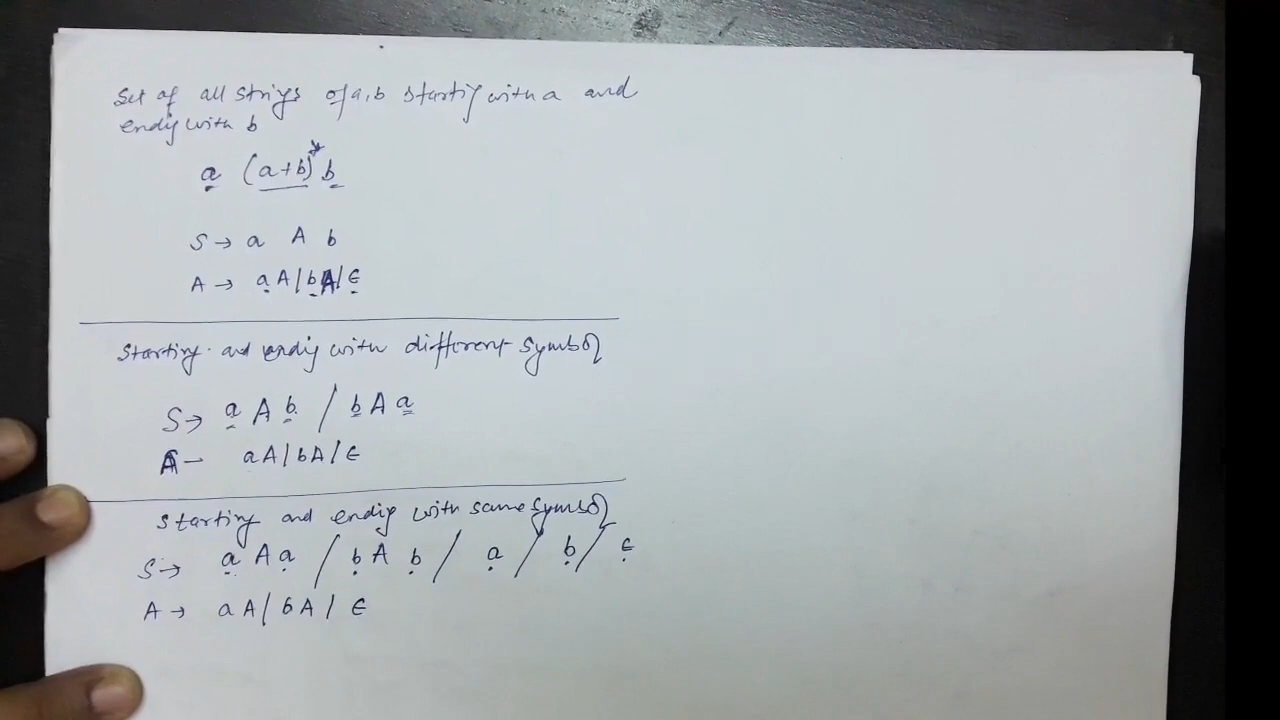 Set of all strings of a,b starting with a and
ending with b
a (a+b)* b
S → a A b
A → aA/bA/ε
Starting and ending with different symbol
S → a A b / b A a
A - aA/bA/ε
Starting and ending with same symbol
S → a A a / b A b / a / b / ε
A → aA/bA/ε